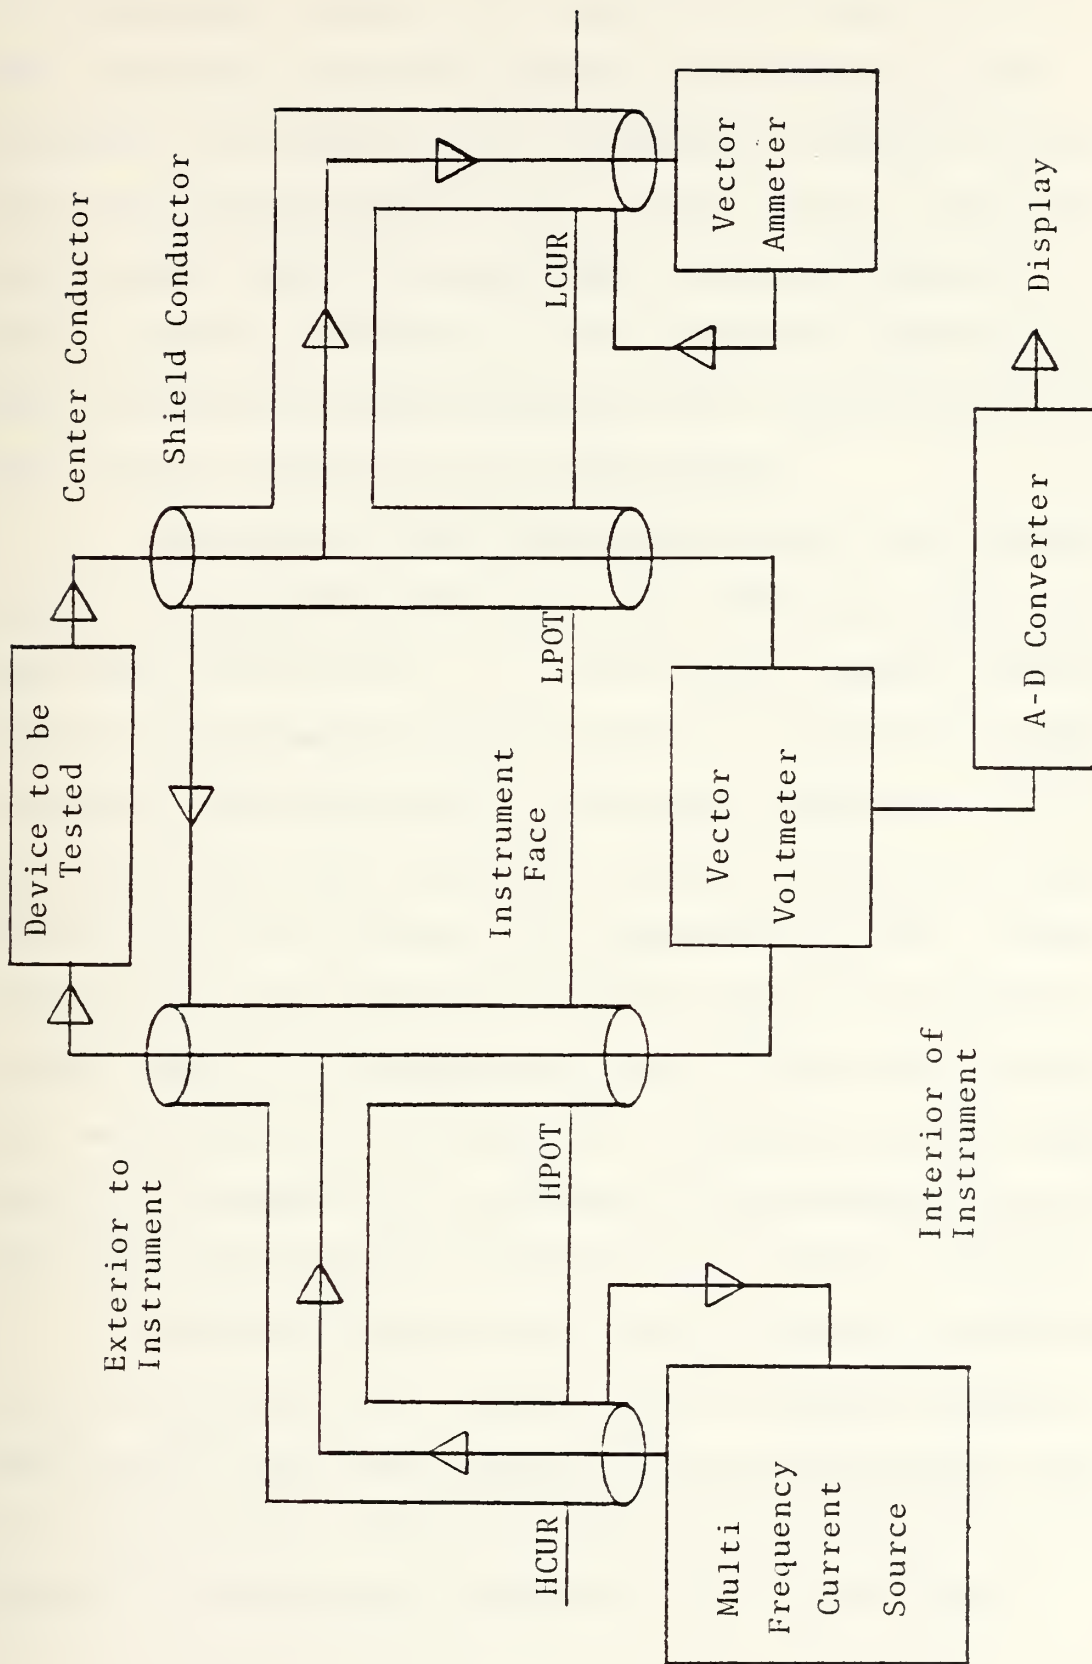 Device to be
Tested
Center Conductor
Shield Conductor
Exterior to
Instrument
Instrument
Face
HCUR
HPOT
LPOT
LCUR
Multi
Frequency
Current
Source
Vector
Voltmeter
Vector
Ammeter
Interior of
Instrument
A-D Converter
Display